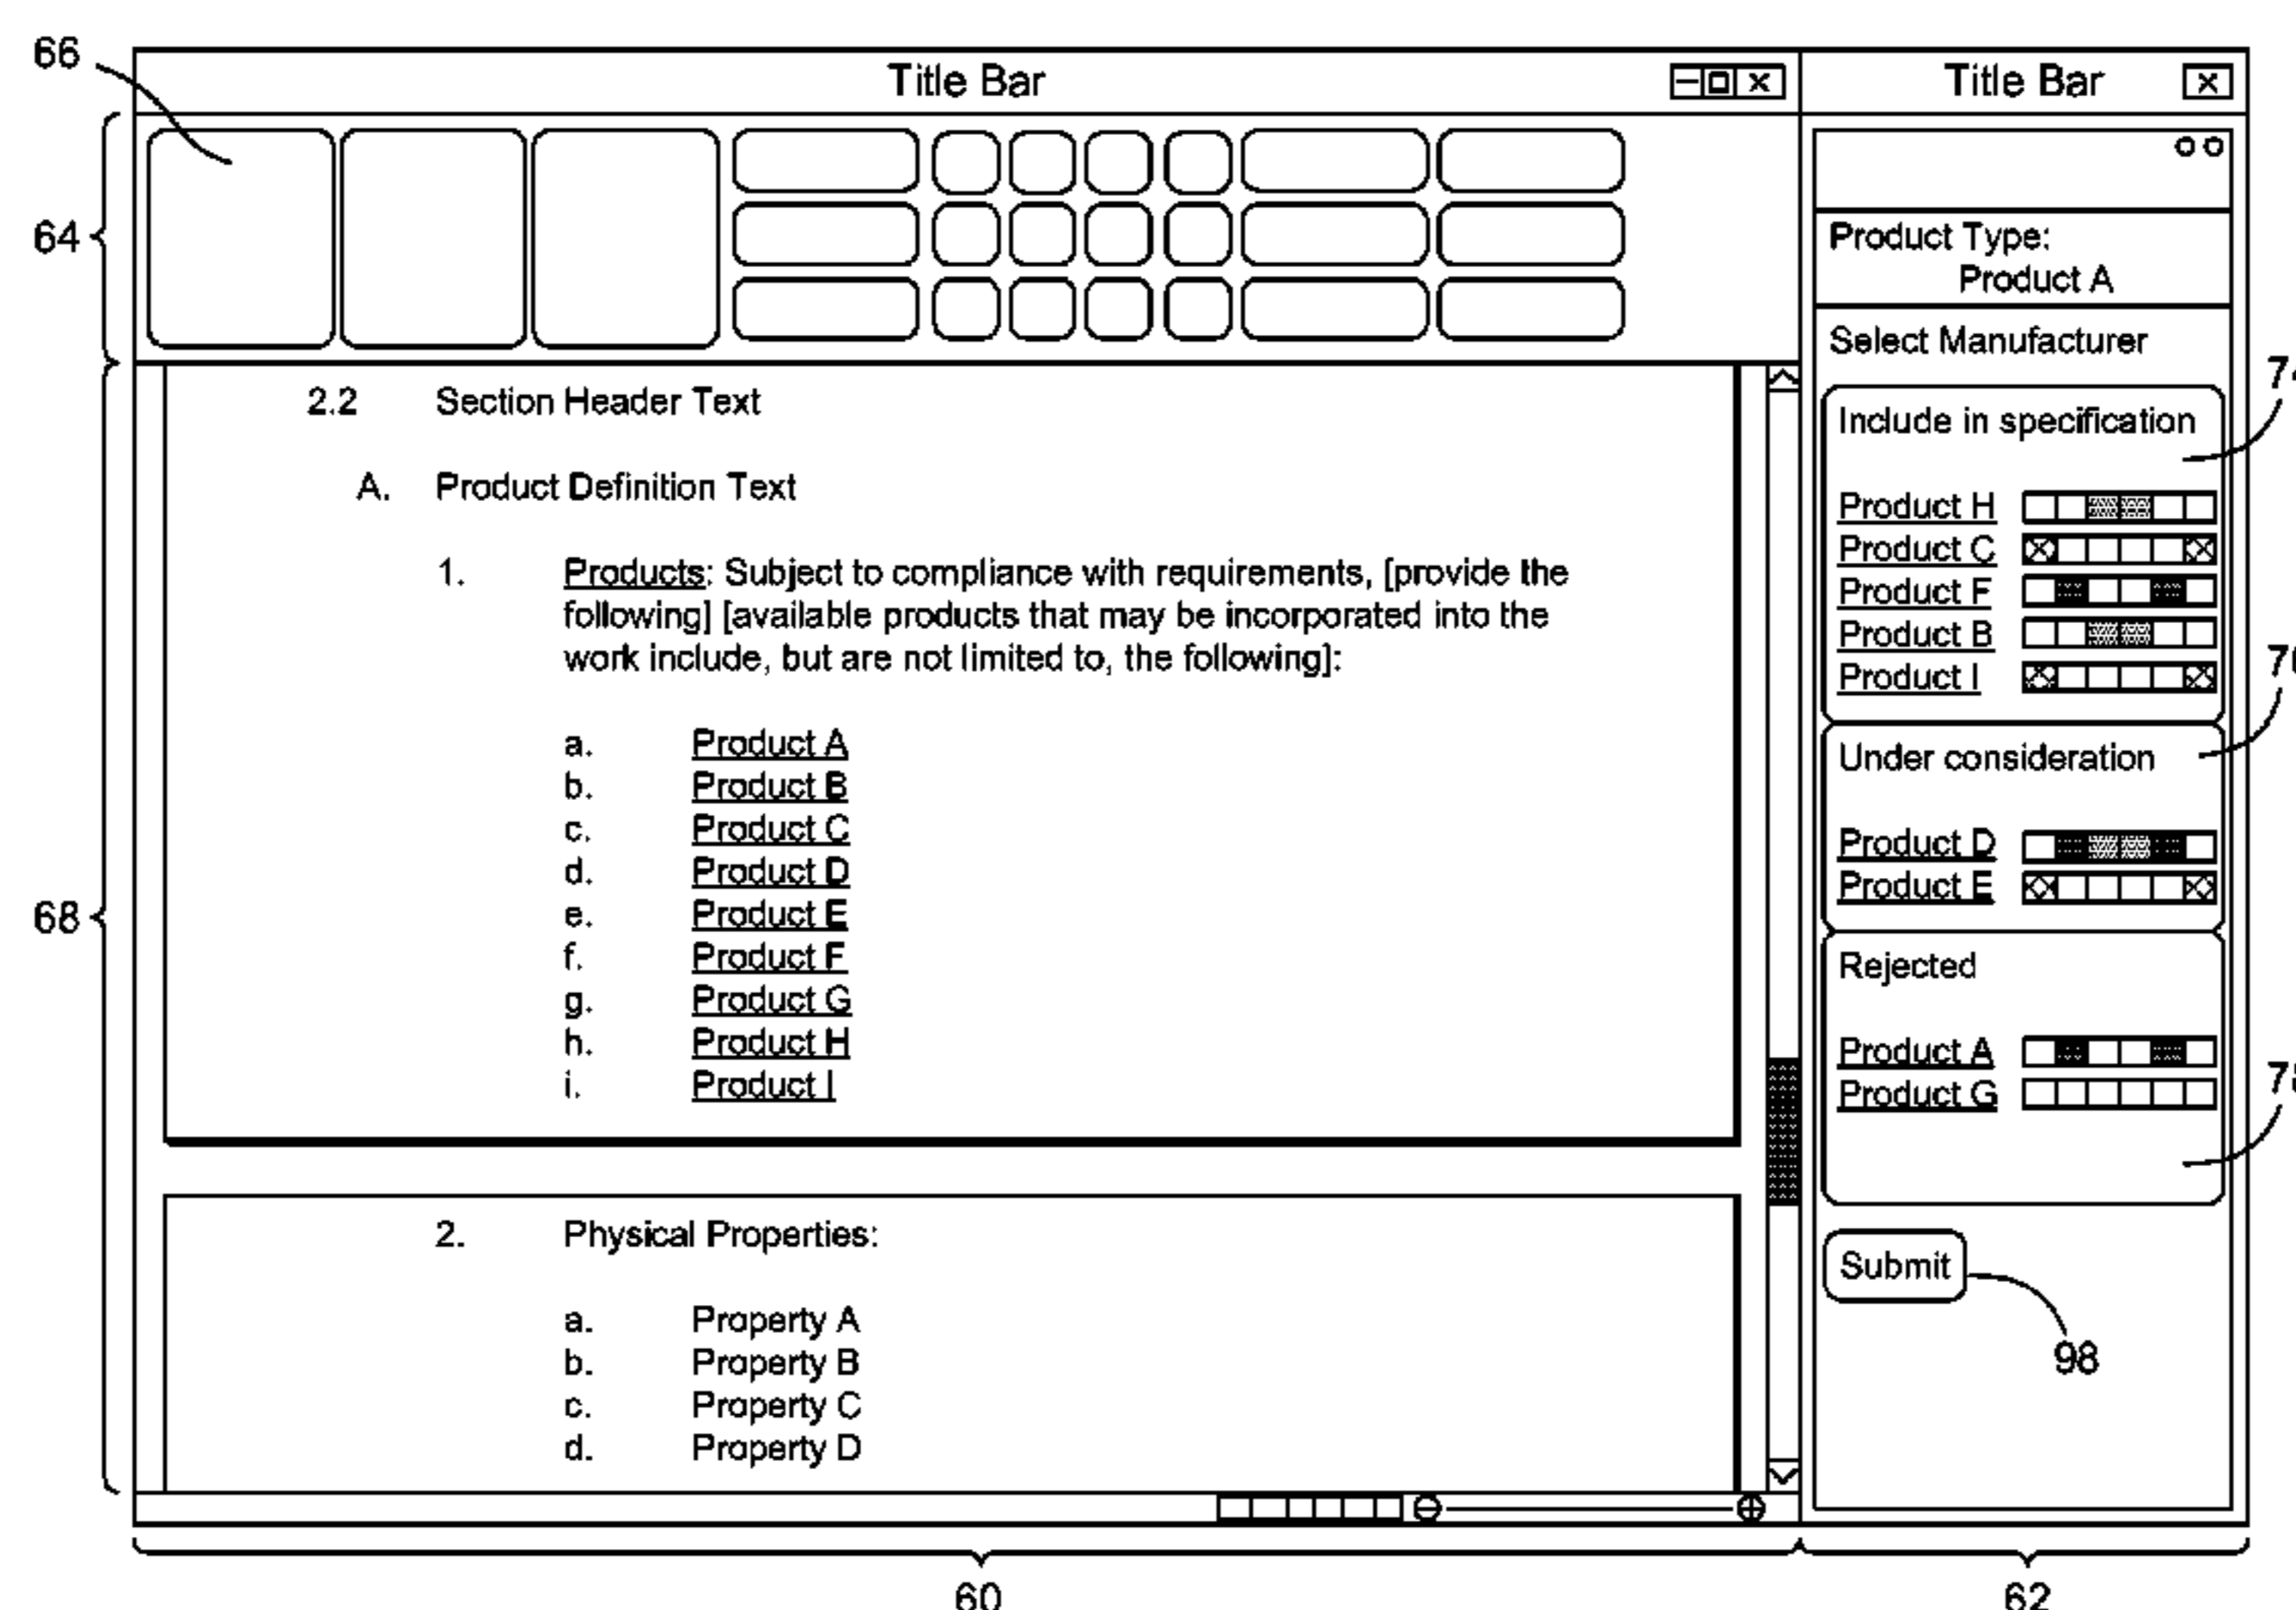 66
Title Bar
64
2.2 Section Header Text
A. Product Definition Text
1. Products: Subject to compliance with requirements, [provide the
following] [available products that may be incorporated into the
work include, but are not limited to, the following]:
a. Product A
b. Product B
c. Product C
d. Product D
e. Product E
f. Product F
g. Product G
h. Product H
i. Product I
68
2. Physical Properties:
a. Property A
b. Property B
c. Property C
d. Property D
60
Title Bar
Product Type:
Product A
Select Manufacturer
Include in specification
Product H
Product C
Product F
Product B
Product I
Under consideration
Product D
Product E
Rejected
Product A
Product G
Submit
98
62